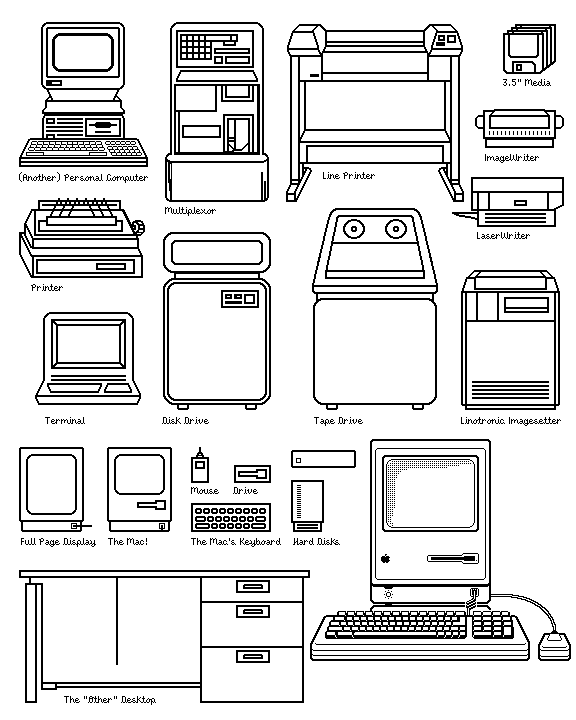 3.5" Media
ImageWriter
(Another) Personal Computer
Line Printer
Multiplexor
LaserWriter
Printer
Terminal
Disk Drive
Tape Drive
Linotronic Imagesetter
Mouse
Drive
Full Page Display
The Mac!
The Mac's Keyboard
Hard Disks
The "Other" Desktop